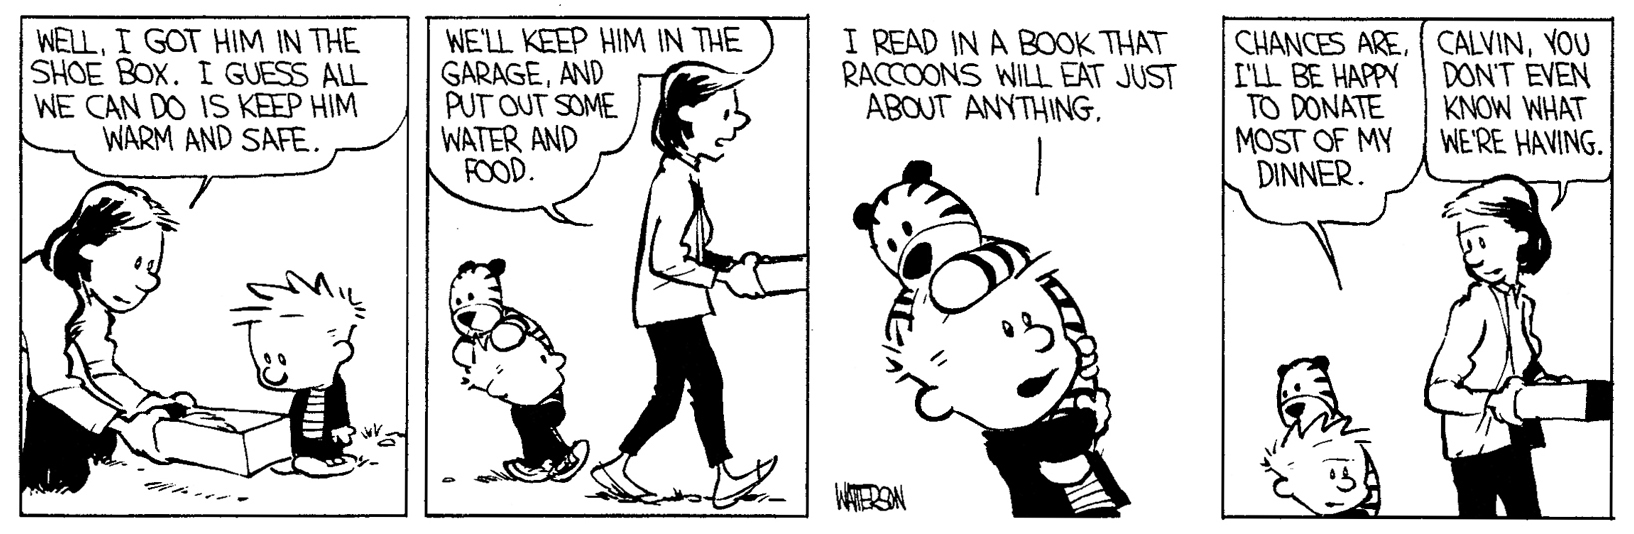 WELL, I GOT HIM IN THE
SHOE BOX. I GUESS ALL
WE CAN DO IS KEEP HIM
WARM AND SAFE.
WE'LL KEEP HIM IN THE
GARAGE, AND
PUT OUT SOME
WATER AND
FOOD.
I READ IN A BOOK THAT
RACCOONS WILL EAT JUST
ABOUT ANYTHING.
WATTERSON
CHANCES ARE,
I'LL BE HAPPY
TO DONATE
MOST OF MY
DINNER.
CALVIN, YOU
DON'T EVEN
KNOW WHAT
WE'RE HAVING.